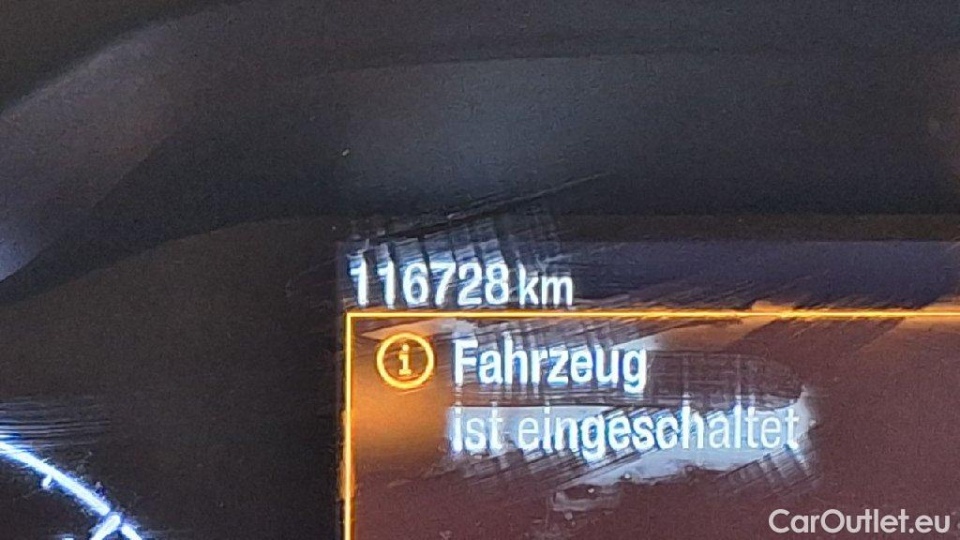 116728 km
Fahrzeug
ist eingeschaltet
CarOutlet.eu